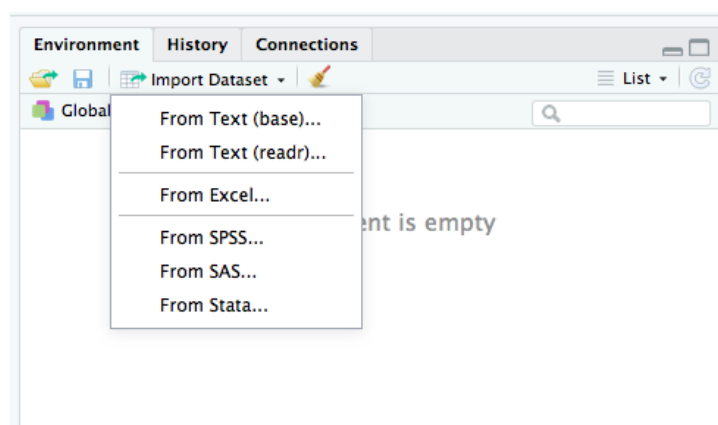 Environment History Connections
Import Dataset List
Global
From Text (base)...
From Text (readr)...
From Excel...
is empty
From SPSS...
From SAS...
From Stata...